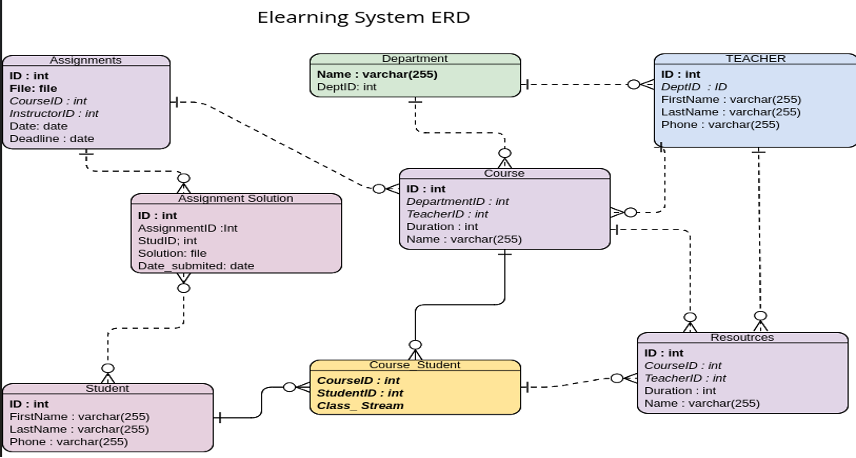 Elearning System ERD
Assignments
ID : int
File: file
CourseID : int
InstructorID : int
Date: date
Deadline : date
Department
Name : varchar(255)
DeptID: int
TEACHER
ID : int
DeptID : ID
FirstName : varchar(255)
LastName : varchar(255)
Phone : varchar(255)
Course
ID : int
DepartmentID : int
TeacherID : int
Duration : int
Name : varchar(255)
Assignment Solution
ID : int
AssignmentID :Int
StudID; int
Solution: file
Date_submited: date
Student
ID : int
FirstName : varchar(255)
LastName : varchar(255)
Phone : varchar(255)
Course_Student
CourseID : int
StudentID : int
Class_ Stream
Resoutrces
ID : int
CourseID : int
TeacherID : int
Duration : int
Name : varchar(255)